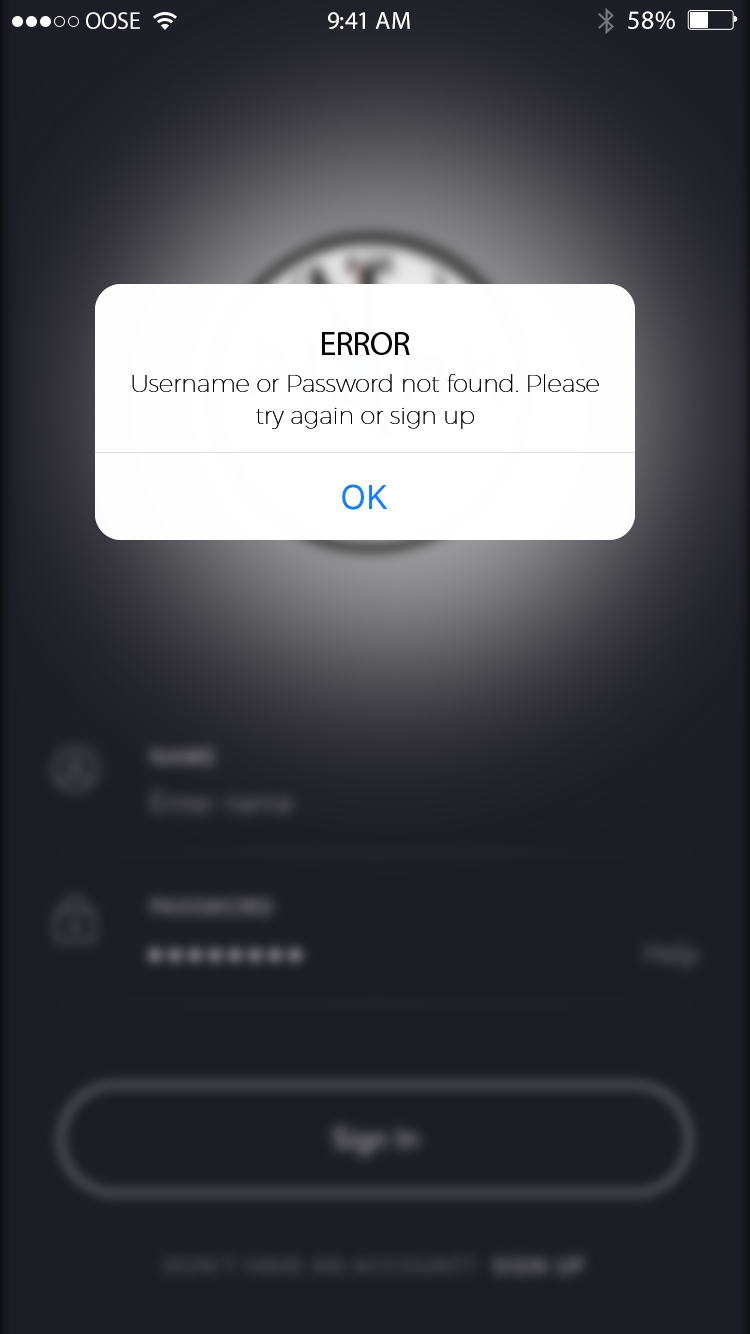 OOSE 9:41 AM 58%
ERROR
Username or Password not found. Please
try again or sign up
OK
NAME
Enter name
PASSWORD
Help
Sign In
DON'T HAVE AN ACCOUNT? SIGN UP